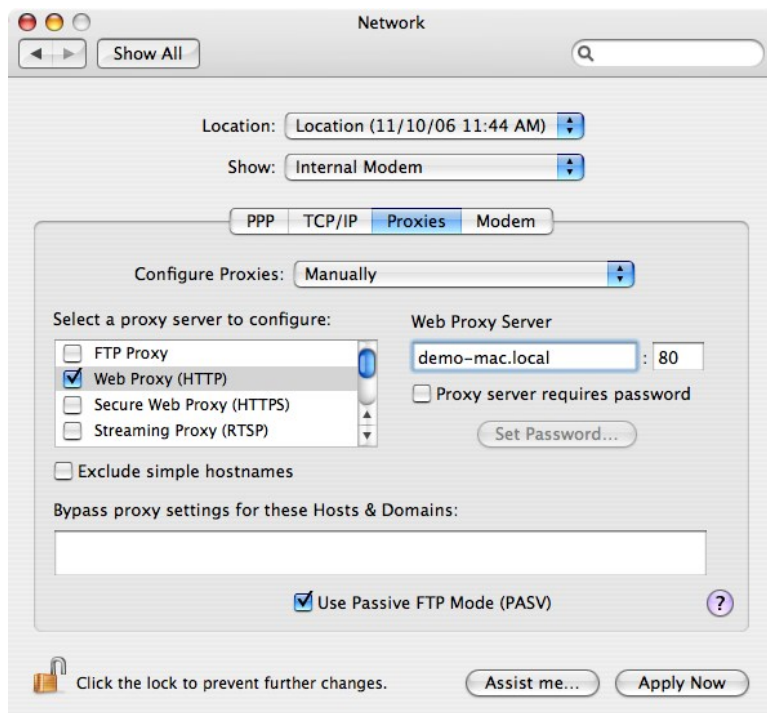 Network
Show All
Location: Location (11/10/06 11:44 AM)
Show: Internal Modem
PPP TCP/IP Proxies Modem
Configure Proxies: Manually
Select a proxy server to configure:
FTP Proxy
Web Proxy (HTTP)
Secure Web Proxy (HTTPS)
Streaming Proxy (RTSP)
Web Proxy Server
demo-mac.local : 80
Proxy server requires password
Set Password...
Exclude simple hostnames
Bypass proxy settings for these Hosts & Domains:
Use Passive FTP Mode (PASV) ?
Click the lock to prevent further changes. Assist me... Apply Now